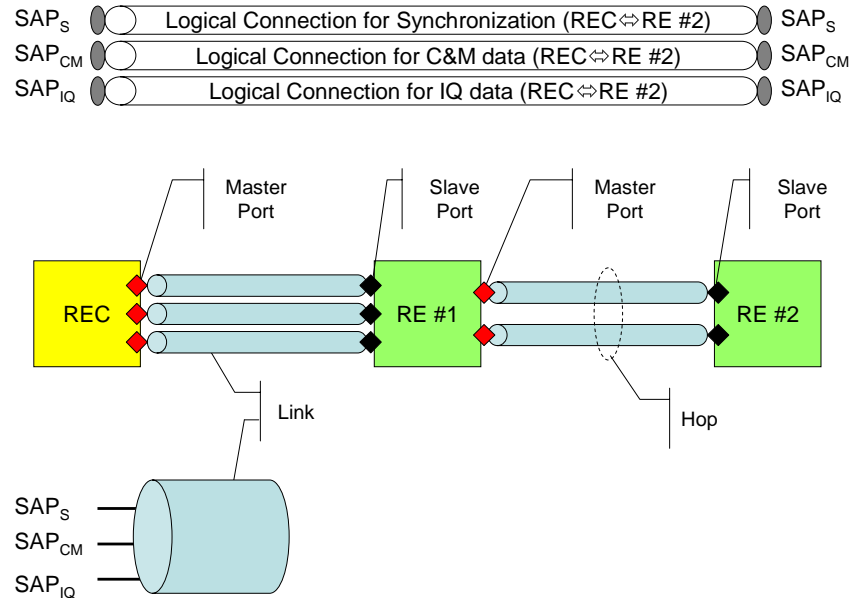 SAPS Logical Connection for Synchronization (REC⇔RE #2) SAPS
SAPCM Logical Connection for C&M data (REC⇔RE #2) SAPCM
SAPIQ Logical Connection for IQ data (REC⇔RE #2) SAPIQ
Master Port
Slave Port
Master Port
Slave Port
REC
RE #1
RE #2
Link
Hop
SAPS
SAPCM
SAPIQ